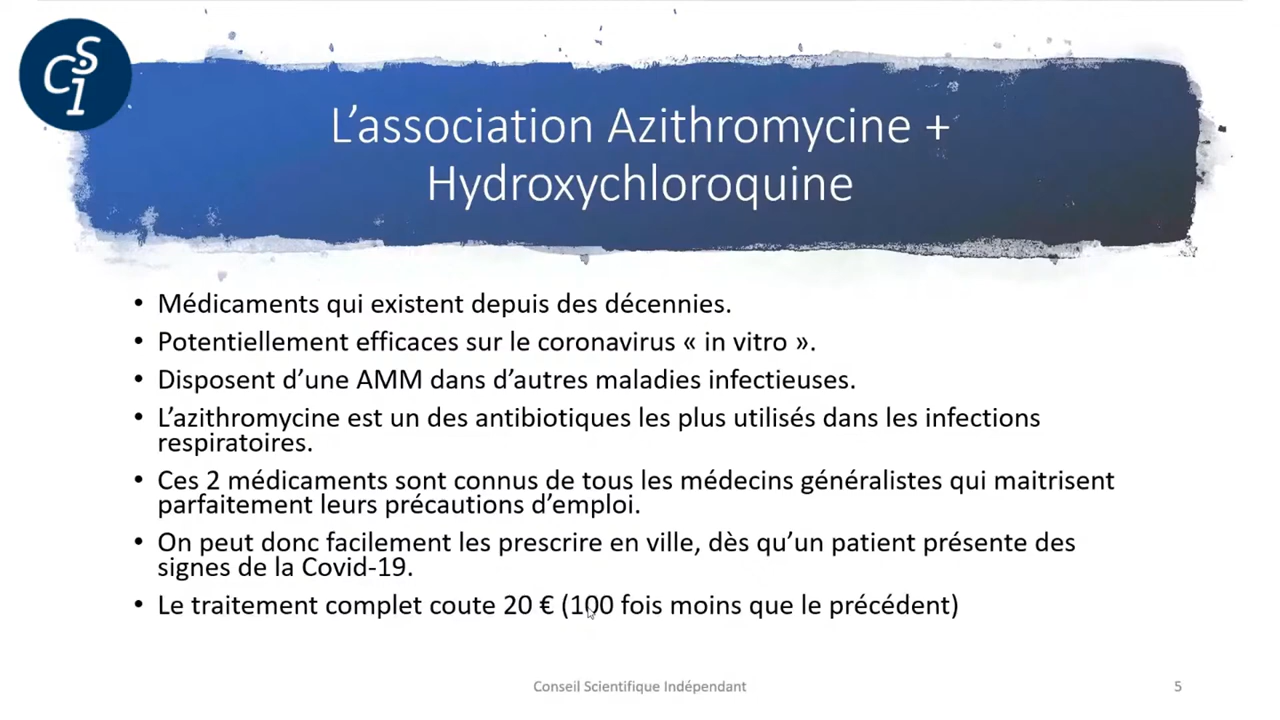 CSI
L’association Azithromycine +
Hydroxychloroquine
• Médicaments qui existent depuis des décennies.
• Potentiellement efficaces sur le coronavirus « in vitro ».
• Disposent d’une AMM dans d’autres maladies infectieuses.
• L’azithromycine est un des antibiotiques les plus utilisés dans les infections
respiratoires.
• Ces 2 médicaments sont connus de tous les médecins généralistes qui maitrisent
parfaitement leurs précautions d’emploi.
• On peut donc facilement les prescrire en ville, dès qu’un patient présente des
signes de la Covid-19.
• Le traitement complet coute 20 € (100 fois moins que le précédent)
Conseil Scientifique Indépendant
5